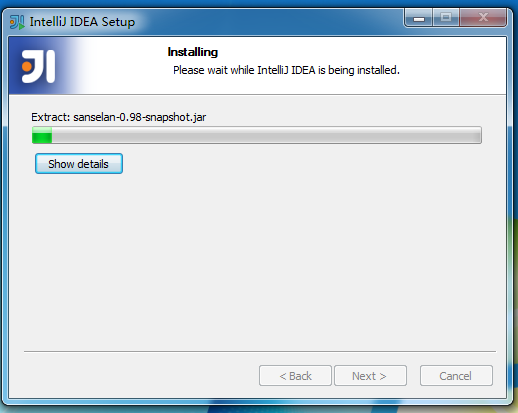 IntelliJ IDEA Setup
JI
Installing
Please wait while IntelliJ IDEA is being installed.
Extract: sanselan-0.98-snapshot.jar
Show details
< Back
Next >
Cancel